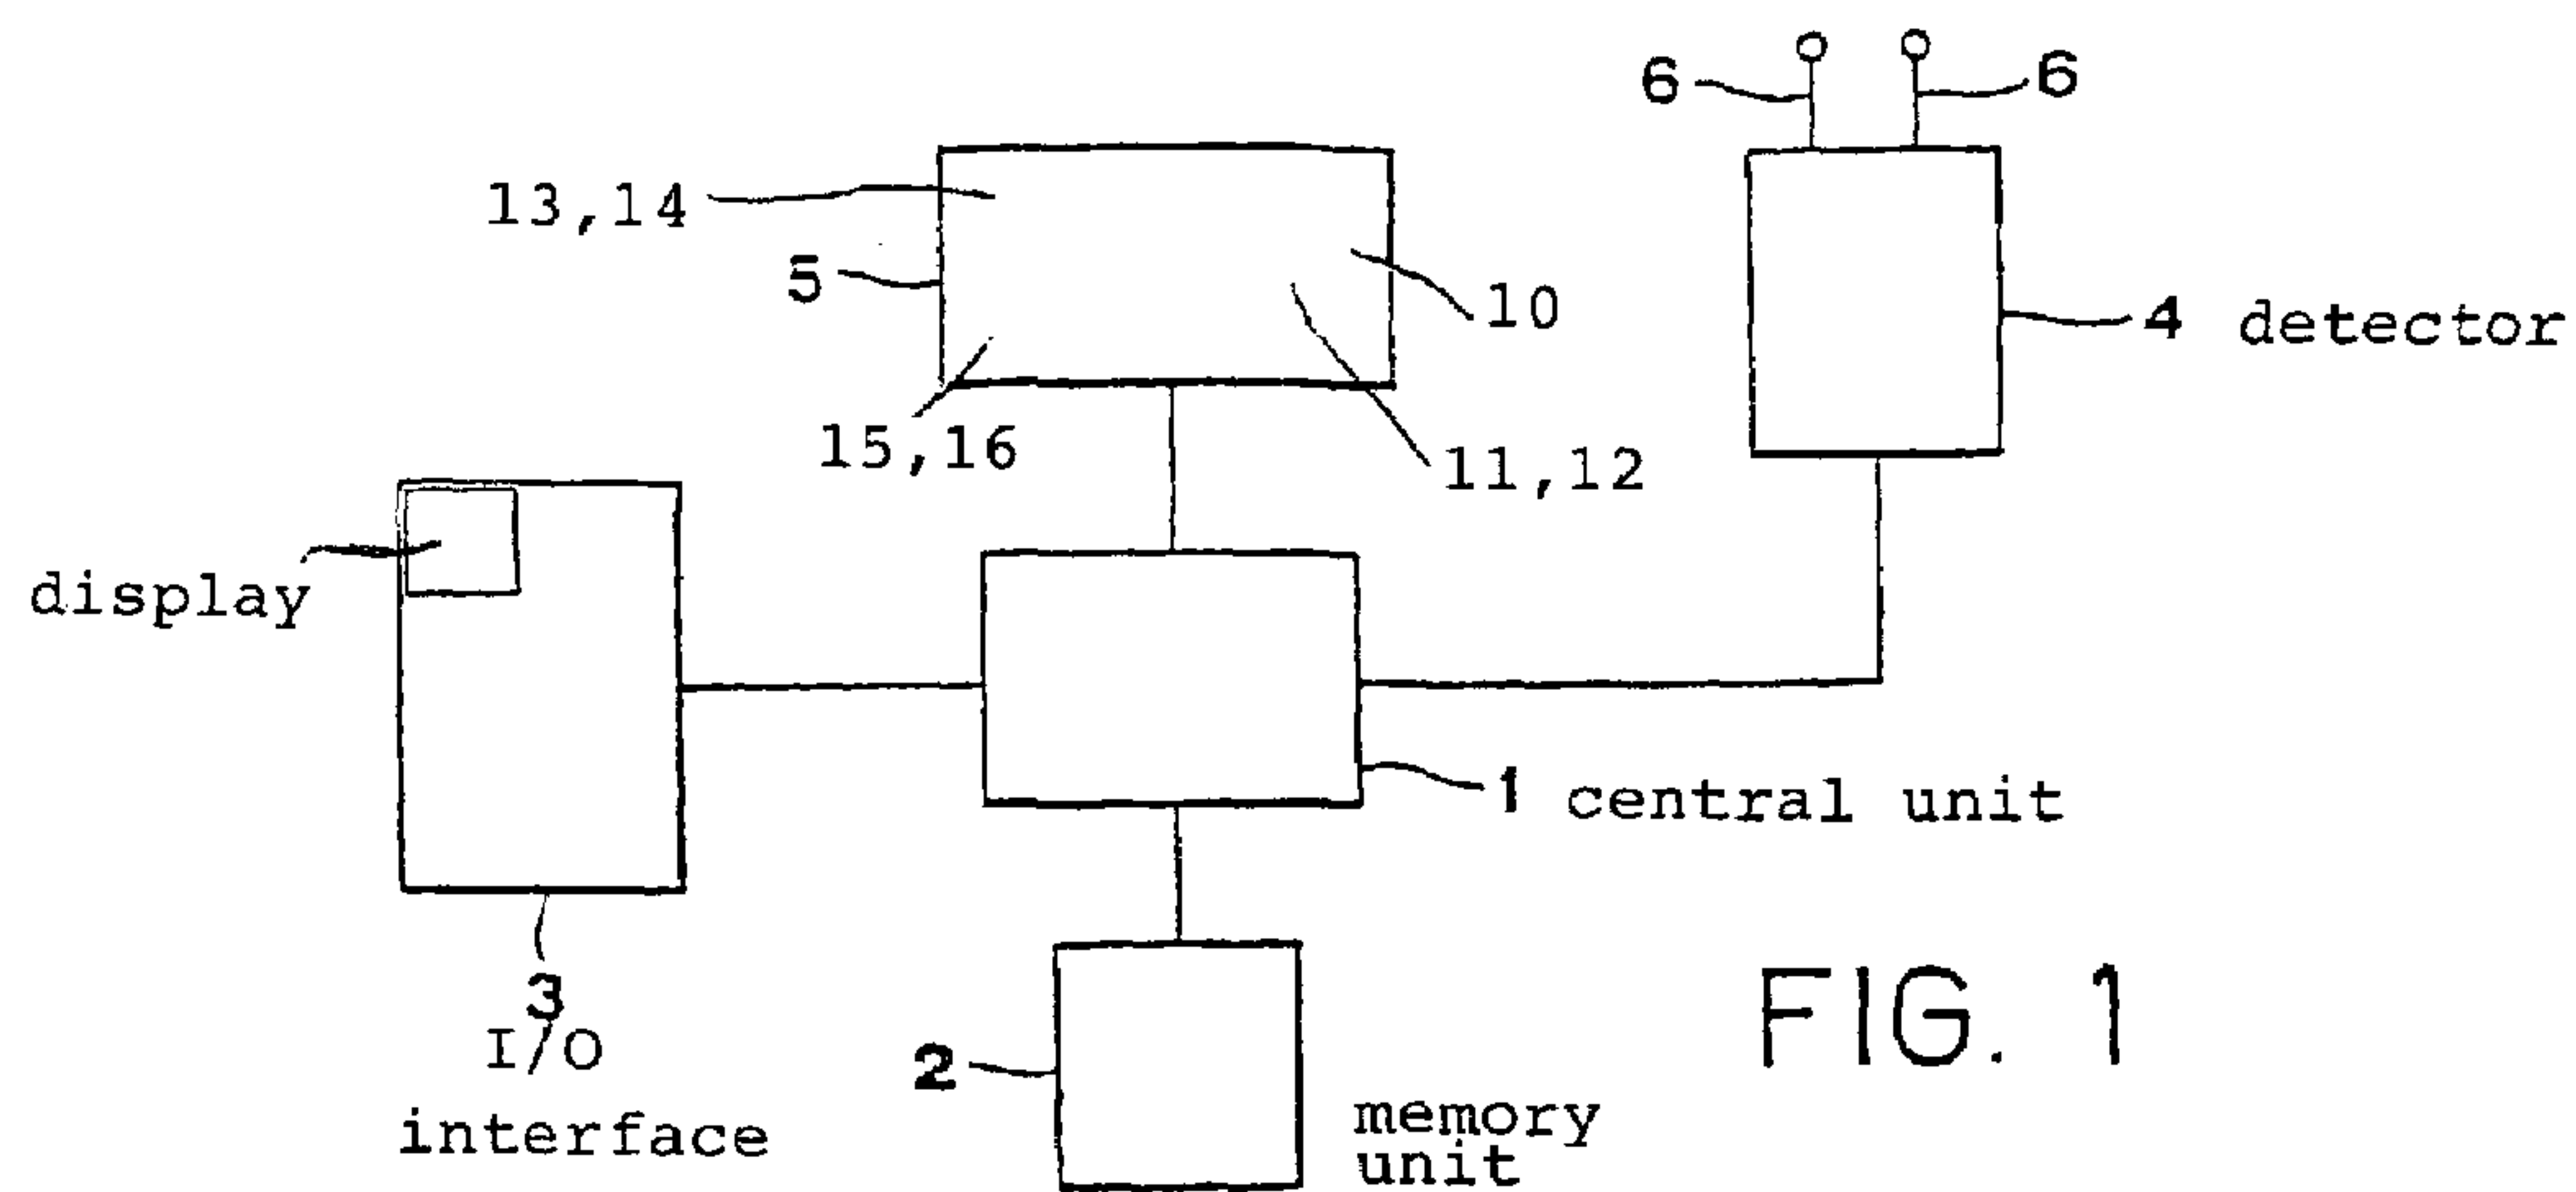 6
6
13,14
5
10
4 detector
15,16
11,12
display
1 central unit
3
I/O
interface
2
memory
unit
FIG. 1